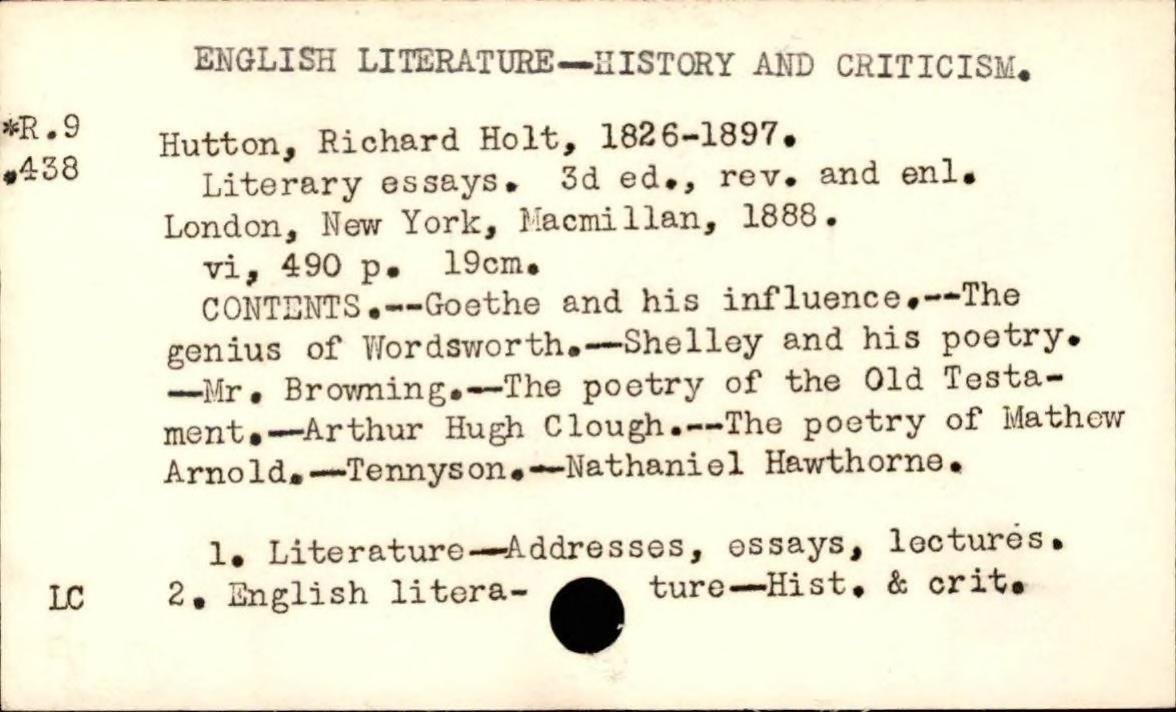 ENGLISH LITERATURE—HISTORY AND CRITICISM.
*R.9
.438
Hutton, Richard Holt, 1826-1897.
Literary essays. 3d ed., rev. and enl.
London, New York, Macmillan, 1888.
vi, 490 p. 19cm.
CONTENTS.--Goethe and his influence.--The
genius of Wordsworth.—Shelley and his poetry.
—Mr. Browning.—The poetry of the Old Testa-
ment.—Arthur Hugh Clough.--The poetry of Mathew
Arnold.—Tennyson.—Nathaniel Hawthorne.
1. Literature—Addresses, essays, lectures.
LC 2. English litera- ture—Hist. & crit.